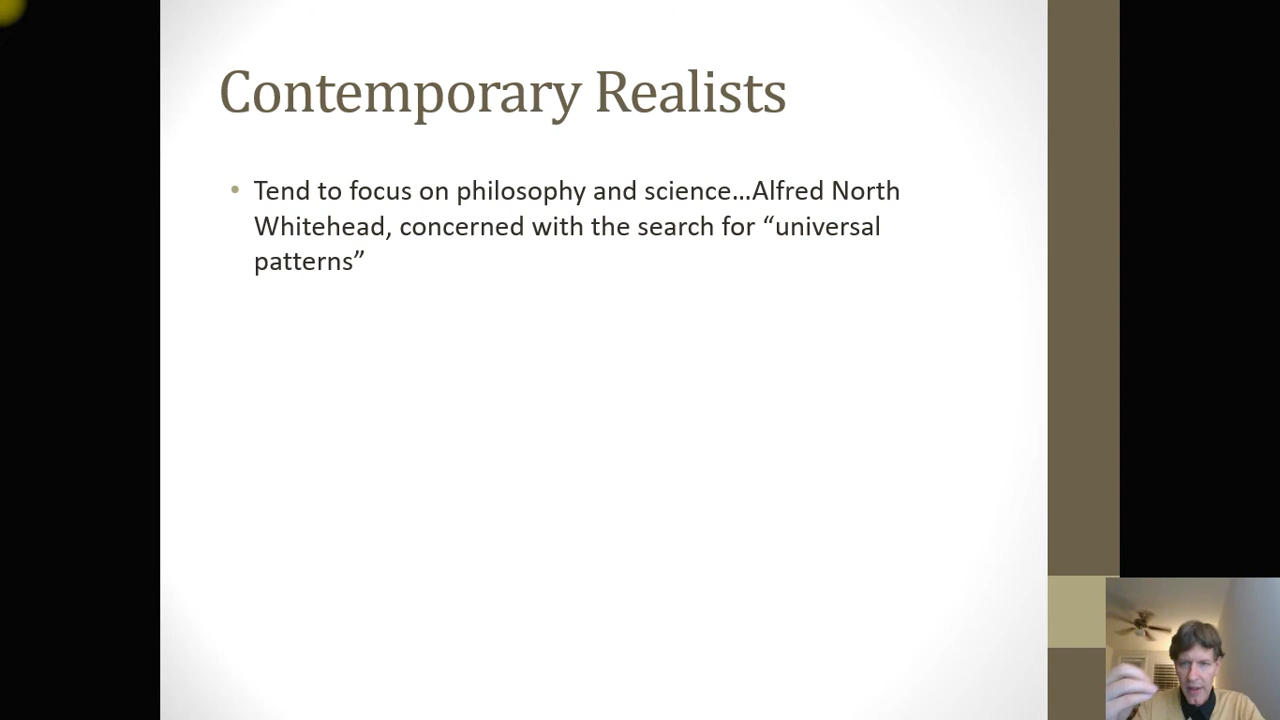 Contemporary Realists
• Tend to focus on philosophy and science…Alfred North
Whitehead, concerned with the search for “universal
patterns”